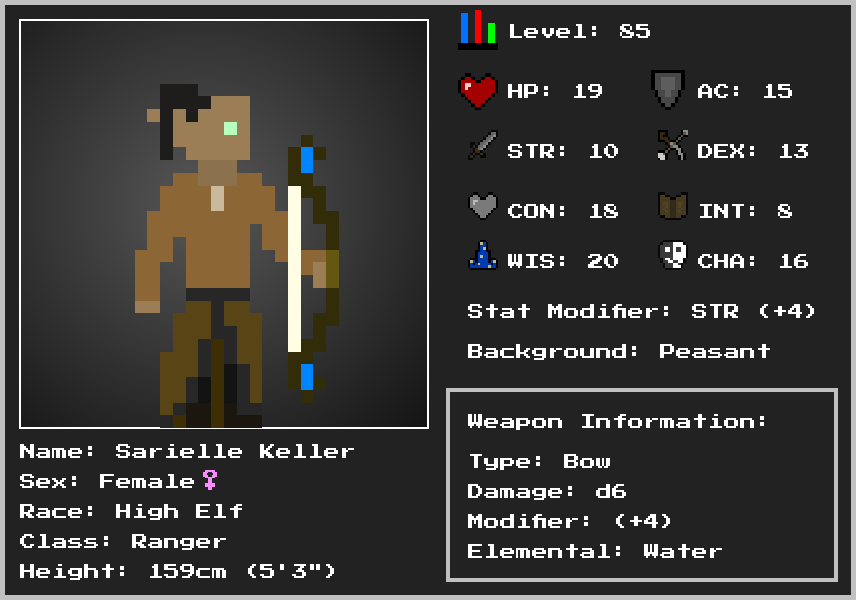 Level: 85
HP: 19
AC: 15
STR: 10
DEX: 13
CON: 18
INT: 8
WIS: 20
CHA: 16
Stat Modifier: STR (+4)
Background: Peasant
Weapon Information:
Type: Bow
Damage: d6
Modifier: (+4)
Elemental: Water
Name: Sarielle Keller
Sex: Female♀
Race: High Elf
Class: Ranger
Height: 159cm (5'3")